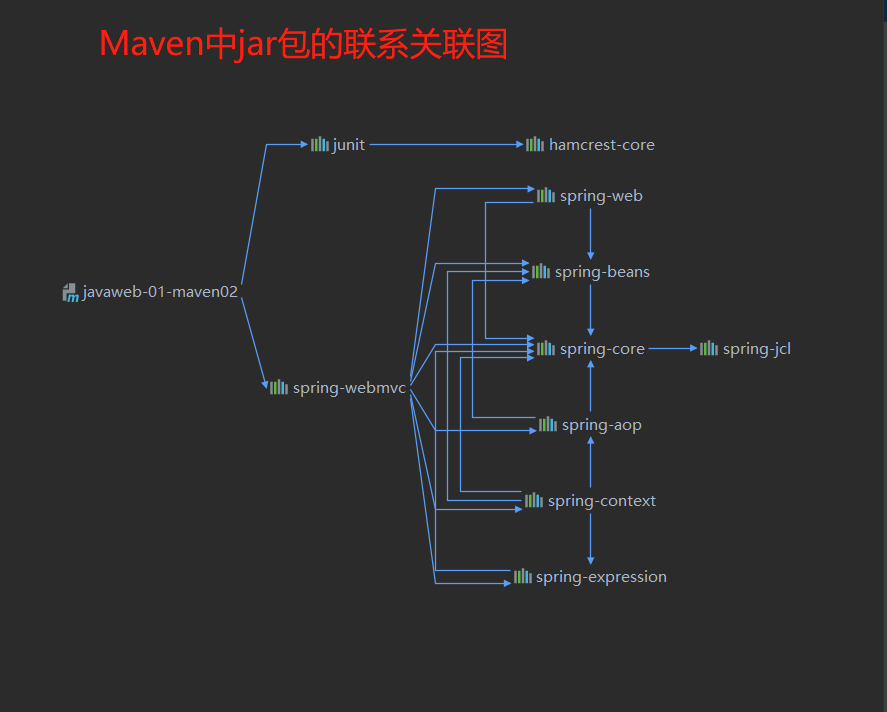 Maven中jar包的联系关联图
junit
hamcrest-core
spring-web
spring-beans
javaweb-01-maven02
spring-core
spring-jcl
spring-webmvc
spring-aop
spring-context
spring-expression